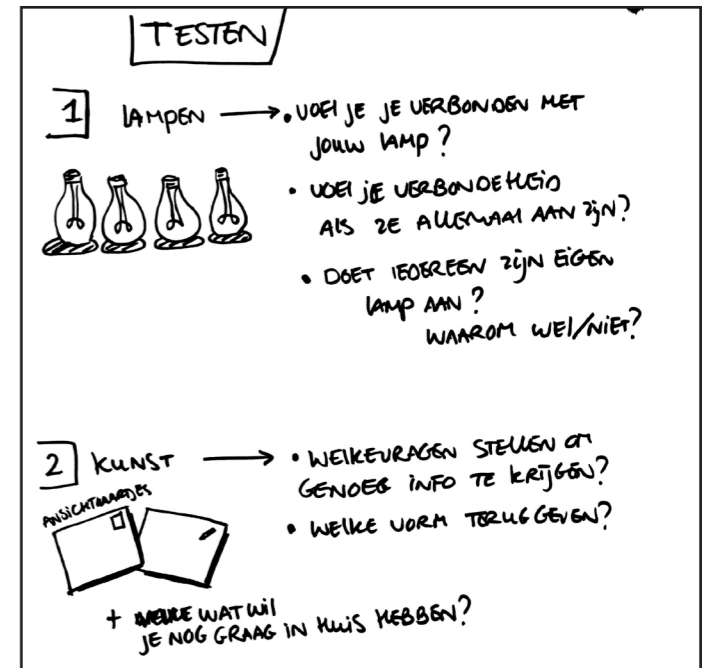 TESTEN
1 LAMPEN → • VOEL JE JE VERBONDEN MET
JOUW LAMP?
• VOEL JE VERBONDEHEID
ALS ZE ALLEMAAL AAN ZIJN?
• DOET IEDEREEN ZIJN EIGEN
LAMP AAN?
WAAROM WEL/NIET?
2 KUNST → • WELKE VRAGEN STELLEN OM
GENOEG INFO TE KRIJGEN?
ANSICHTKAARTJES
• WELKE VORM TERUGGEVEN?
+ WAT WIL
JE NOG GRAAG IN HUIS HEBBEN?